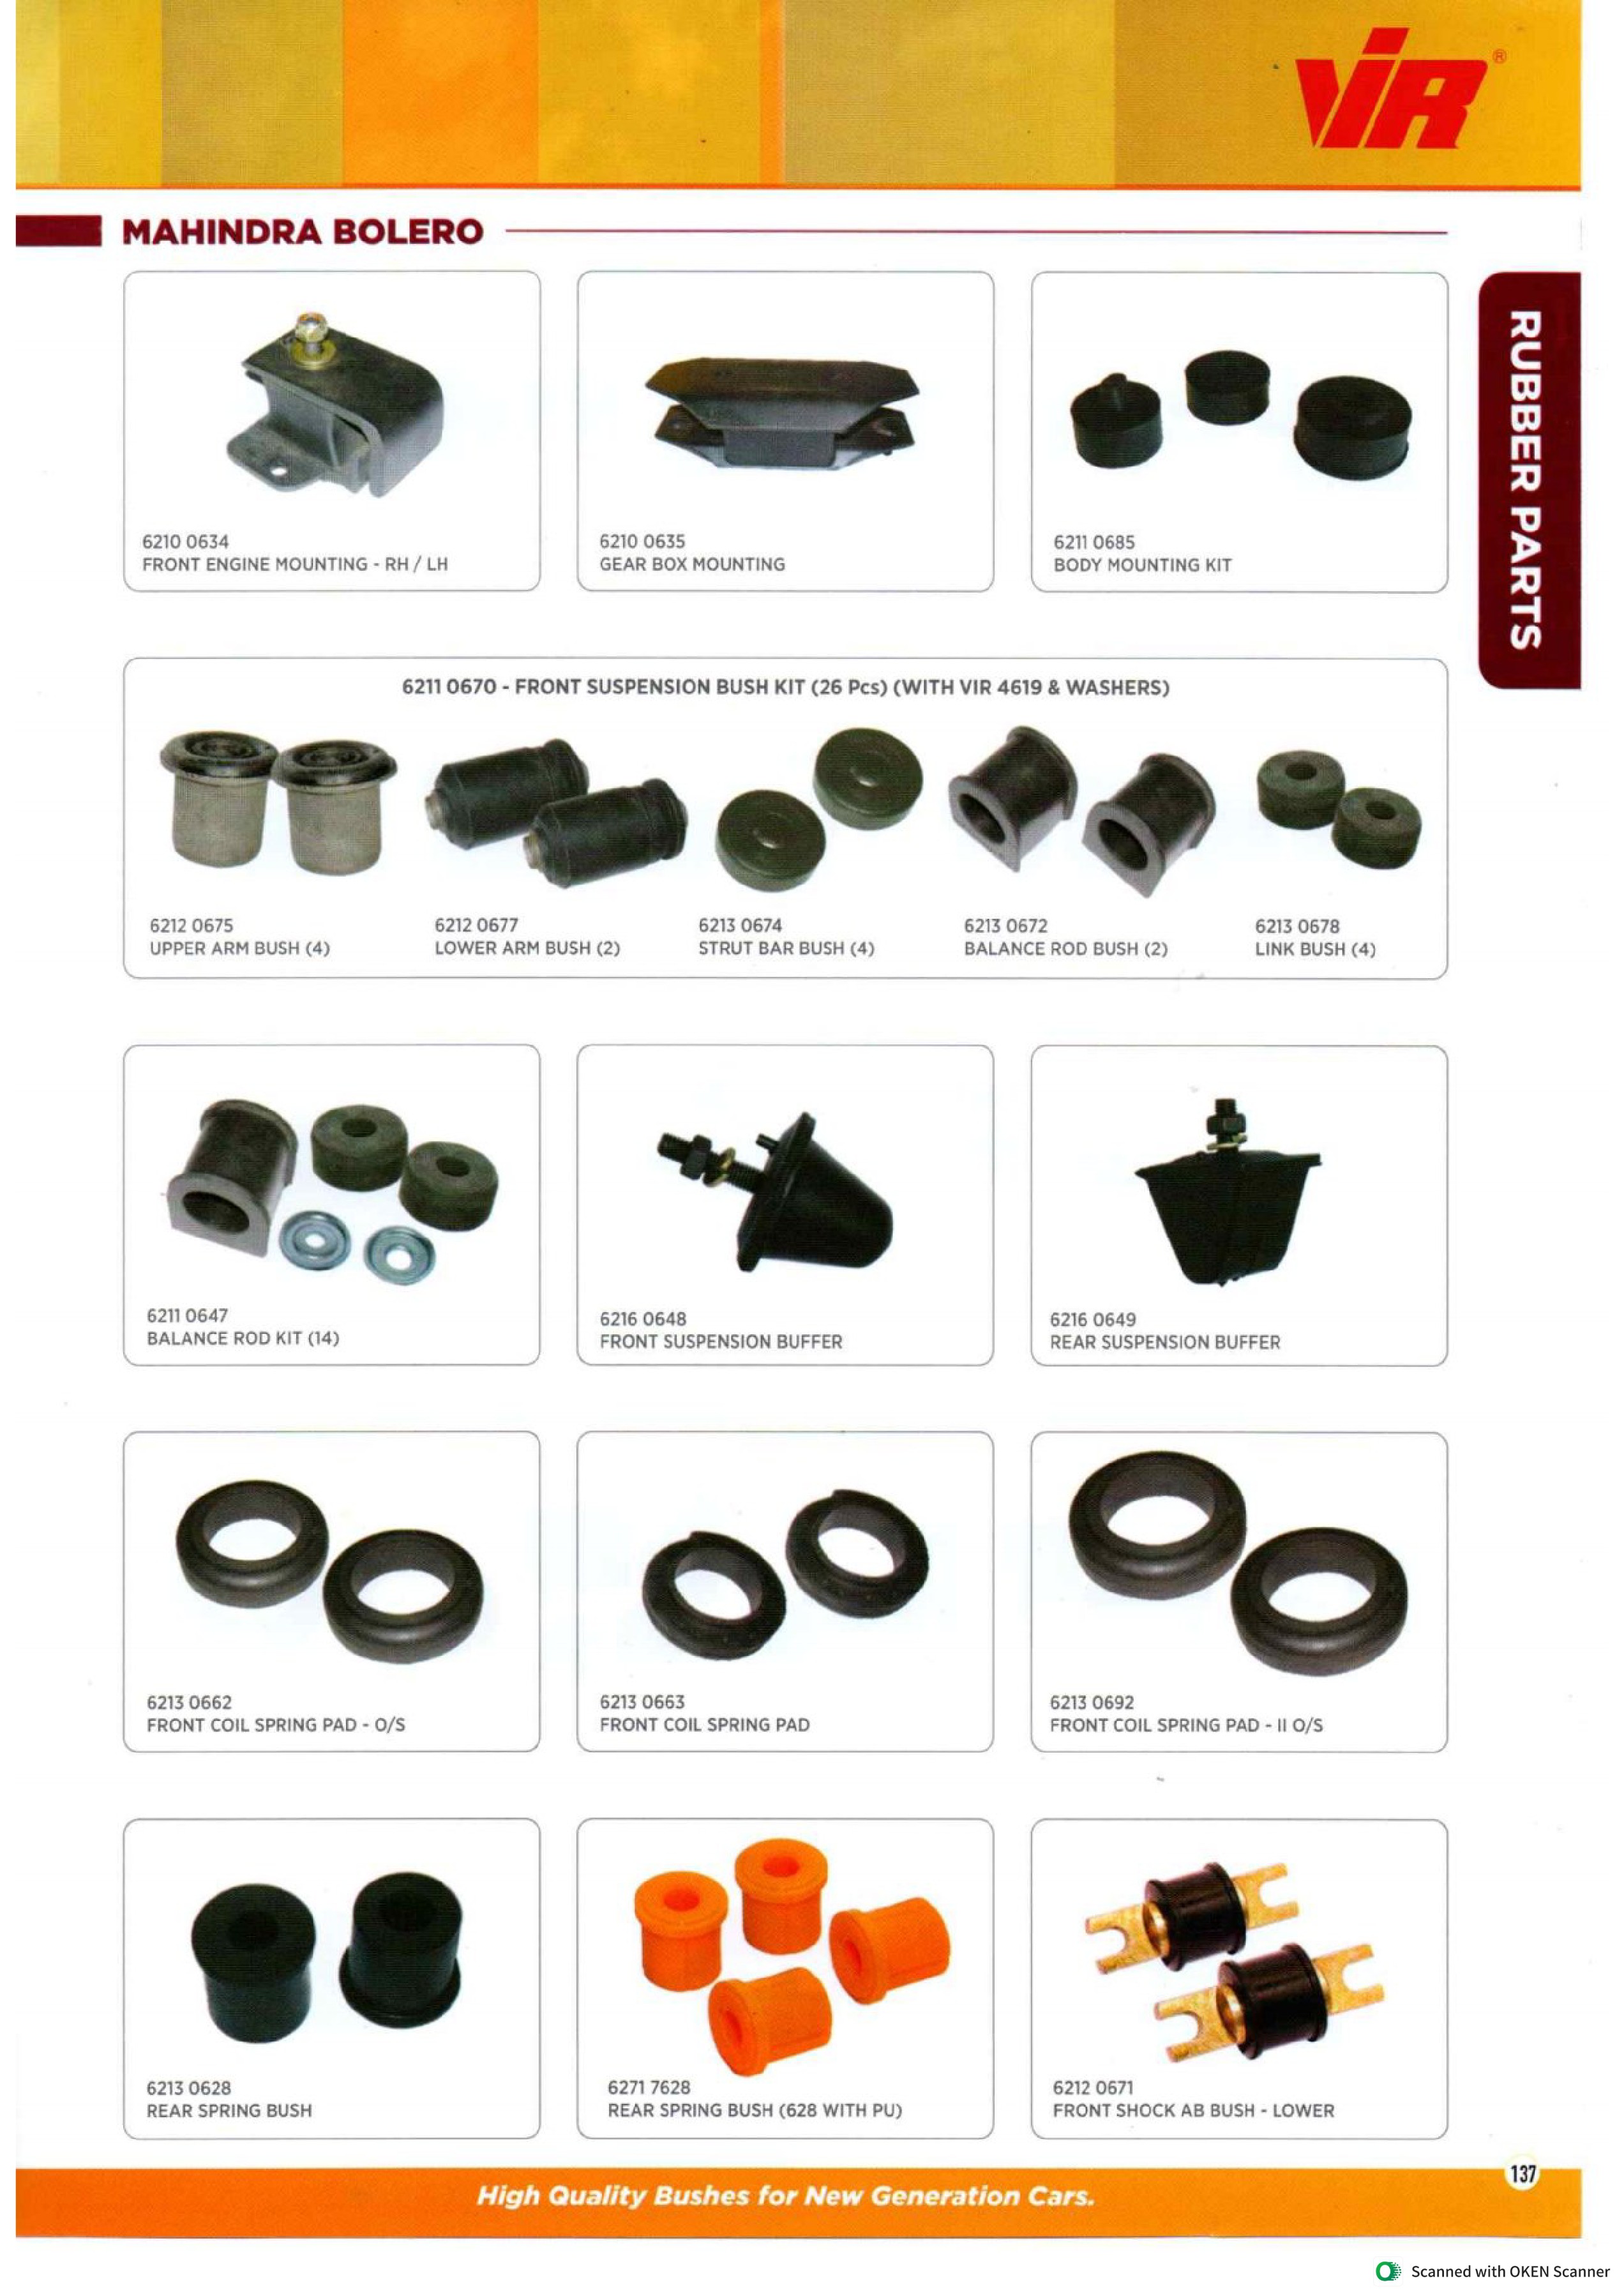 VIR®
MAHINDRA BOLERO
RUBBER PARTS
6210 0634
FRONT ENGINE MOUNTING - RH / LH
6210 0635
GEAR BOX MOUNTING
6211 0685
BODY MOUNTING KIT
6211 0670 - FRONT SUSPENSION BUSH KIT (26 Pcs) (WITH VIR 4619 & WASHERS)
6212 0675
UPPER ARM BUSH (4)
6212 0677
LOWER ARM BUSH (2)
6213 0674
STRUT BAR BUSH (4)
6213 0672
BALANCE ROD BUSH (2)
6213 0678
LINK BUSH (4)
6211 0647
BALANCE ROD KIT (14)
6216 0648
FRONT SUSPENSION BUFFER
6216 0649
REAR SUSPENSION BUFFER
6213 0662
FRONT COIL SPRING PAD - O/S
6213 0663
FRONT COIL SPRING PAD
6213 0692
FRONT COIL SPRING PAD - II O/S
6213 0628
REAR SPRING BUSH
6271 7628
REAR SPRING BUSH (628 WITH PU)
6212 0671
FRONT SHOCK AB BUSH - LOWER
137
High Quality Bushes for New Generation Cars.
Scanned with OKEN Scanner